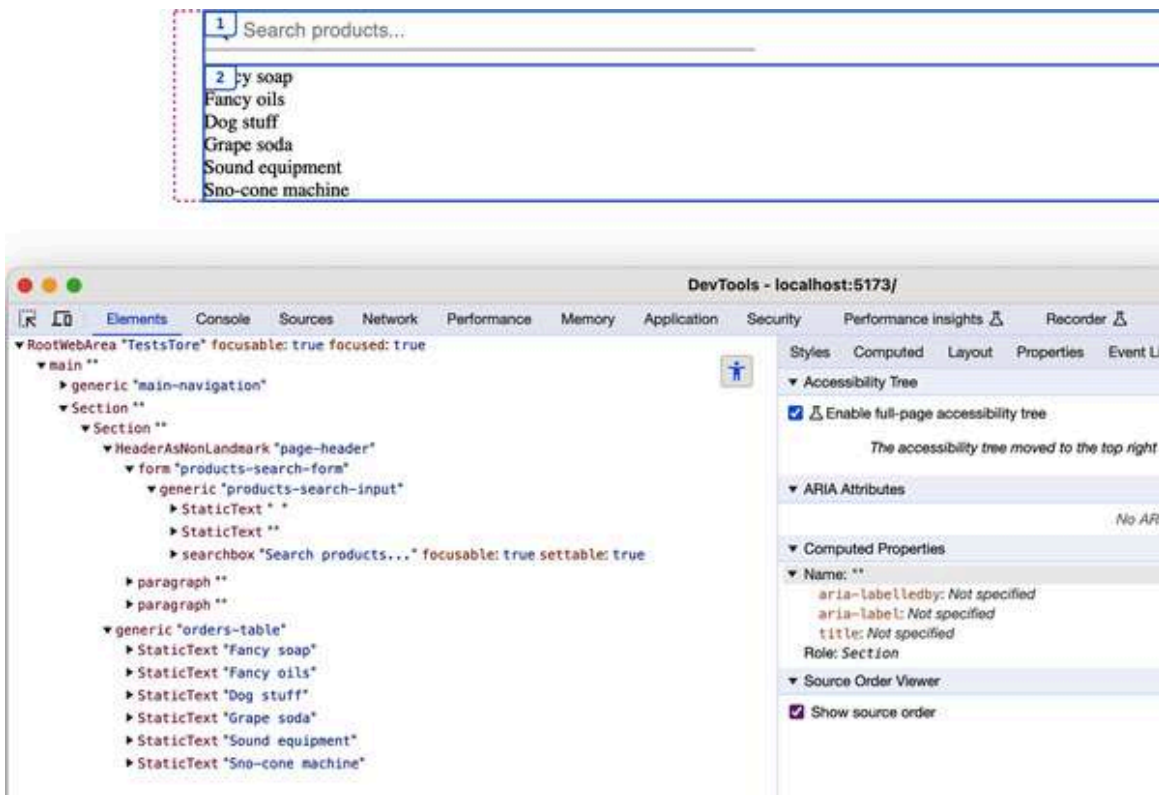 1 Search products...
2 cy soap
Fancy oils
Dog stuff
Grape soda
Sound equipment
Sno-cone machine
DevTools - localhost:5173/
Elements Console Sources Network Performance Memory Application Security Performance insights Recorder
RootWebArea "TestsTore" focusable: true focused: true
main ""
generic "main-navigation"
Section ""
Section ""
HeaderAsNonLandmark "page-header"
form "products-search-form"
generic "products-search-input"
StaticText " "
StaticText ""
searchbox "Search products..." focusable: true settable: true
paragraph ""
paragraph ""
generic "orders-table"
StaticText "Fancy soap"
StaticText "Fancy oils"
StaticText "Dog stuff"
StaticText "Grape soda"
StaticText "Sound equipment"
StaticText "Sno-cone machine"
Styles Computed Layout Properties Event Li
Accessibility Tree
Enable full-page accessibility tree
The accessibility tree moved to the top right
ARIA Attributes
No AR
Computed Properties
Name: ""
aria-labelledby: Not specified
aria-label: Not specified
title: Not specified
Role: Section
Source Order Viewer
Show source order